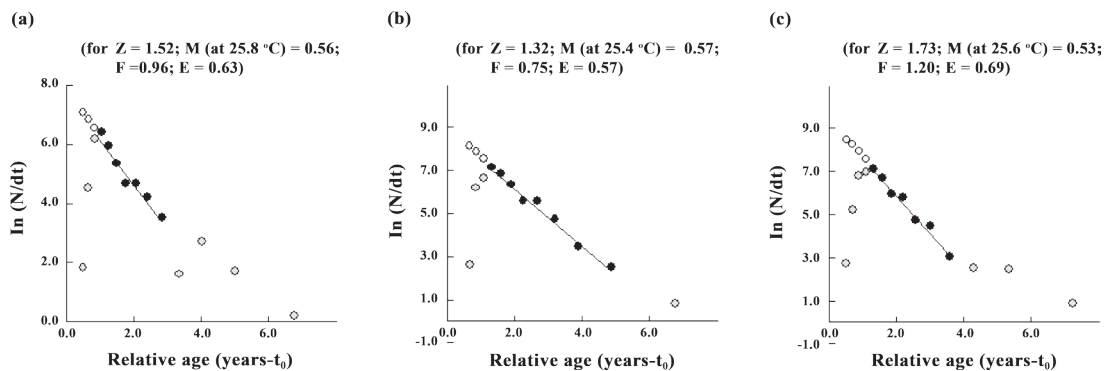 (a)
(for Z = 1.52; M (at 25.8 °C) = 0.56;
F =0.96; E = 0.63)
8.0
6.0
4.0
2.0
0.0
ln (N/dt)
0.0 2.0 4.0 6.0
Relative age (years-t₀)
(b)
(for Z = 1.32; M (at 25.4 °C) = 0.57;
F = 0.75; E = 0.57)
9.0
7.0
5.0
3.0
1.0
-1.0
ln (N/dt)
0.0 2.0 4.0 6.0
Relative age (years-t₀)
(c)
(for Z = 1.73; M (at 25.6 °C) = 0.53;
F = 1.20; E = 0.69)
9.0
7.0
5.0
3.0
1.0
-1.0
ln (N/dt)
0.0 2.0 4.0 6.0
Relative age (years-t₀)